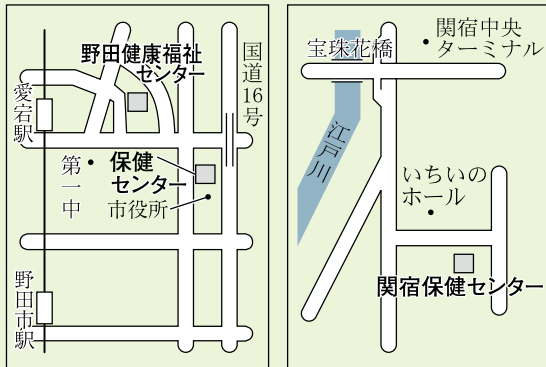 野田健康福祉
センター
国道16号
愛宕駅
第一中
保健
センター
市役所
野田市駅
関宿中央
ターミナル
宝珠花橋
江戸川
いちいの
ホール
関宿保健センター